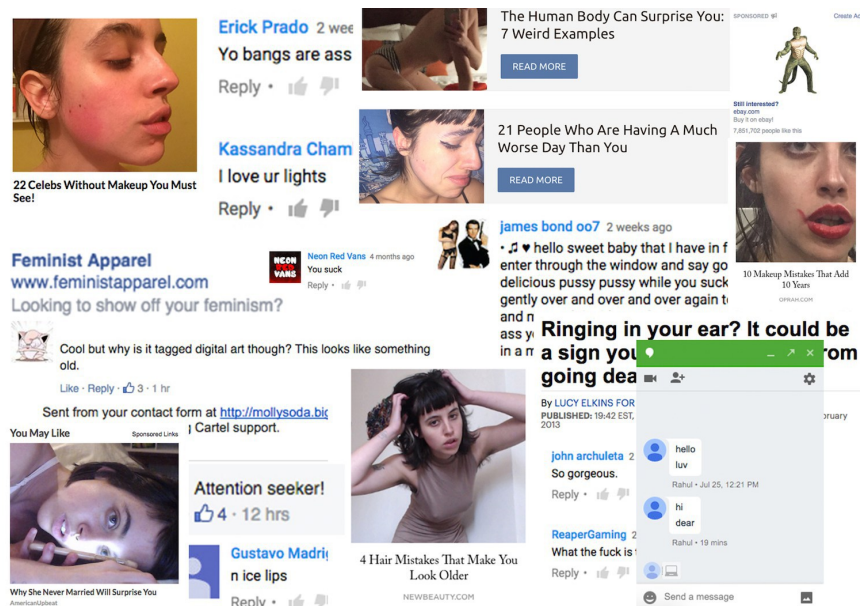 22 Celebs Without Makeup You Must
See!
Erick Prado 2 wee
Yo bangs are ass
Reply •
Kassandra Cham
I love ur lights
Reply •
The Human Body Can Surprise You:
7 Weird Examples
READ MORE
21 People Who Are Having A Much
Worse Day Than You
READ MORE
SPONSORED
Create Ad
Still interested?
ebay.com
Buy it on ebay!
7,851,702 people like this
10 Makeup Mistakes That Add
10 Years
OPRAH.COM
Feminist Apparel
www.feministapparel.com
Looking to show off your feminism?
NEON
RED
VANS
Neon Red Vans 4 months ago
You suck
Reply •
james bond oo7 2 weeks ago
• ♫ ♥ hello sweet baby that I have in f
enter through the window and say go
delicious pussy pussy while you suck
gently over and over and over again t
and m
ass y
in a m
Cool but why is it tagged digital art though? This looks like something
old.
Like · Reply · 3 · 1 hr
Sent from your contact form at http://mollysoda.big
Cartel support.
You May Like
Sponsored Links
Why She Never Married Will Surprise You
AmericanUpbeat
Attention seeker!
4 · 12 hrs
Gustavo Madrig
n ice lips
Reply •
4 Hair Mistakes That Make You
Look Older
NEWBEAUTY.COM
Ringing in your ear? It could be
a sign you
rom
going dea
By LUCY ELKINS FOR
PUBLISHED: 19:42 EST,
bruary
2013
john archuleta 2
So gorgeous.
Reply •
ReaperGaming 2
What the fuck is
Reply •
hello
luv
Rahul • Jul 25, 12:21 PM
hi
dear
Rahul • 19 mins
Send a message